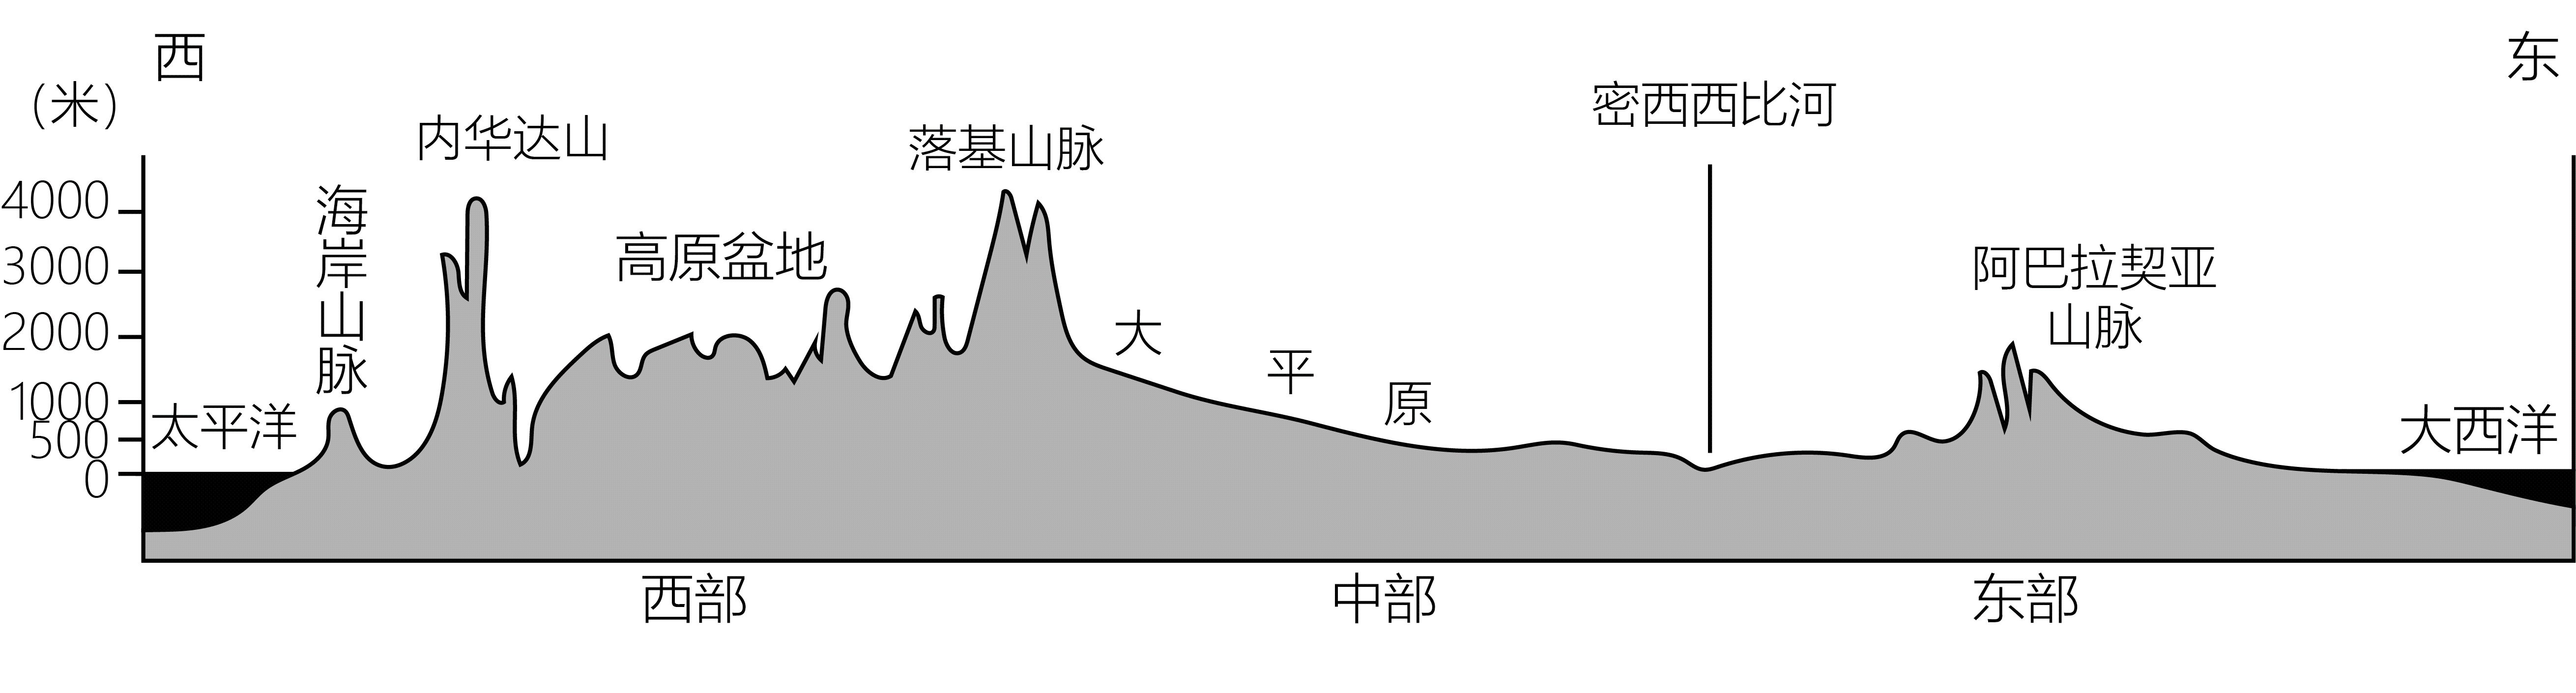 西
东
(米)
4000
3000
2000
1000
500
0
太平洋
海岸山脉
内华达山
高原盆地
落基山脉
大平原
密西西比河
阿巴拉契亚
山脉
大西洋
西部
中部
东部